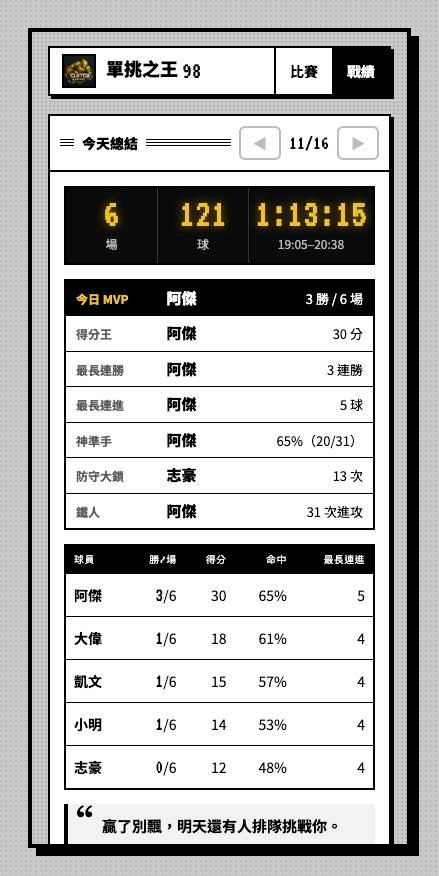 單挑之王 98
比賽
戰績
今天總結
11/16
6
場
121
球
1:13:15
19:05–20:38
今日 MVP 阿傑 3 勝 / 6 場
得分王 阿傑 30 分
最長連勝 阿傑 3 連勝
最長連進 阿傑 5 球
神準手 阿傑 65%（20/31）
防守大鎖 志豪 13 次
鐵人 阿傑 31 次進攻
球員 勝/場 得分 命中 最長連進
阿傑 3/6 30 65% 5
大偉 1/6 18 61% 4
凱文 1/6 15 57% 4
小明 1/6 14 53% 4
志豪 0/6 12 48% 4
“ 贏了別飄，明天還有人排隊挑戰你。